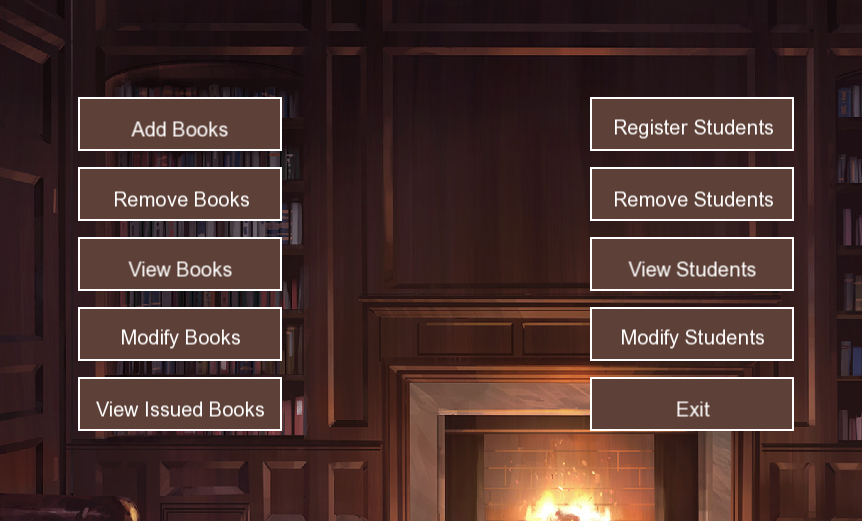 Add Books
Remove Books
View Books
Modify Books
View Issued Books
Register Students
Remove Students
View Students
Modify Students
Exit